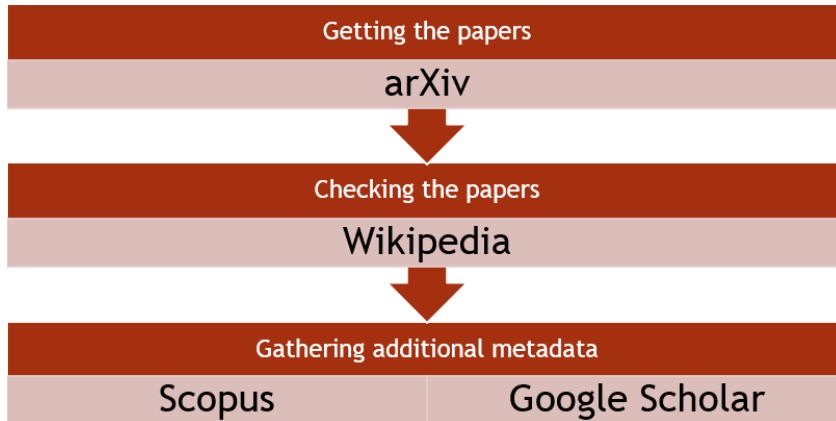 Getting the papers
arXiv
Checking the papers
Wikipedia
Gathering additional metadata
Scopus
Google Scholar